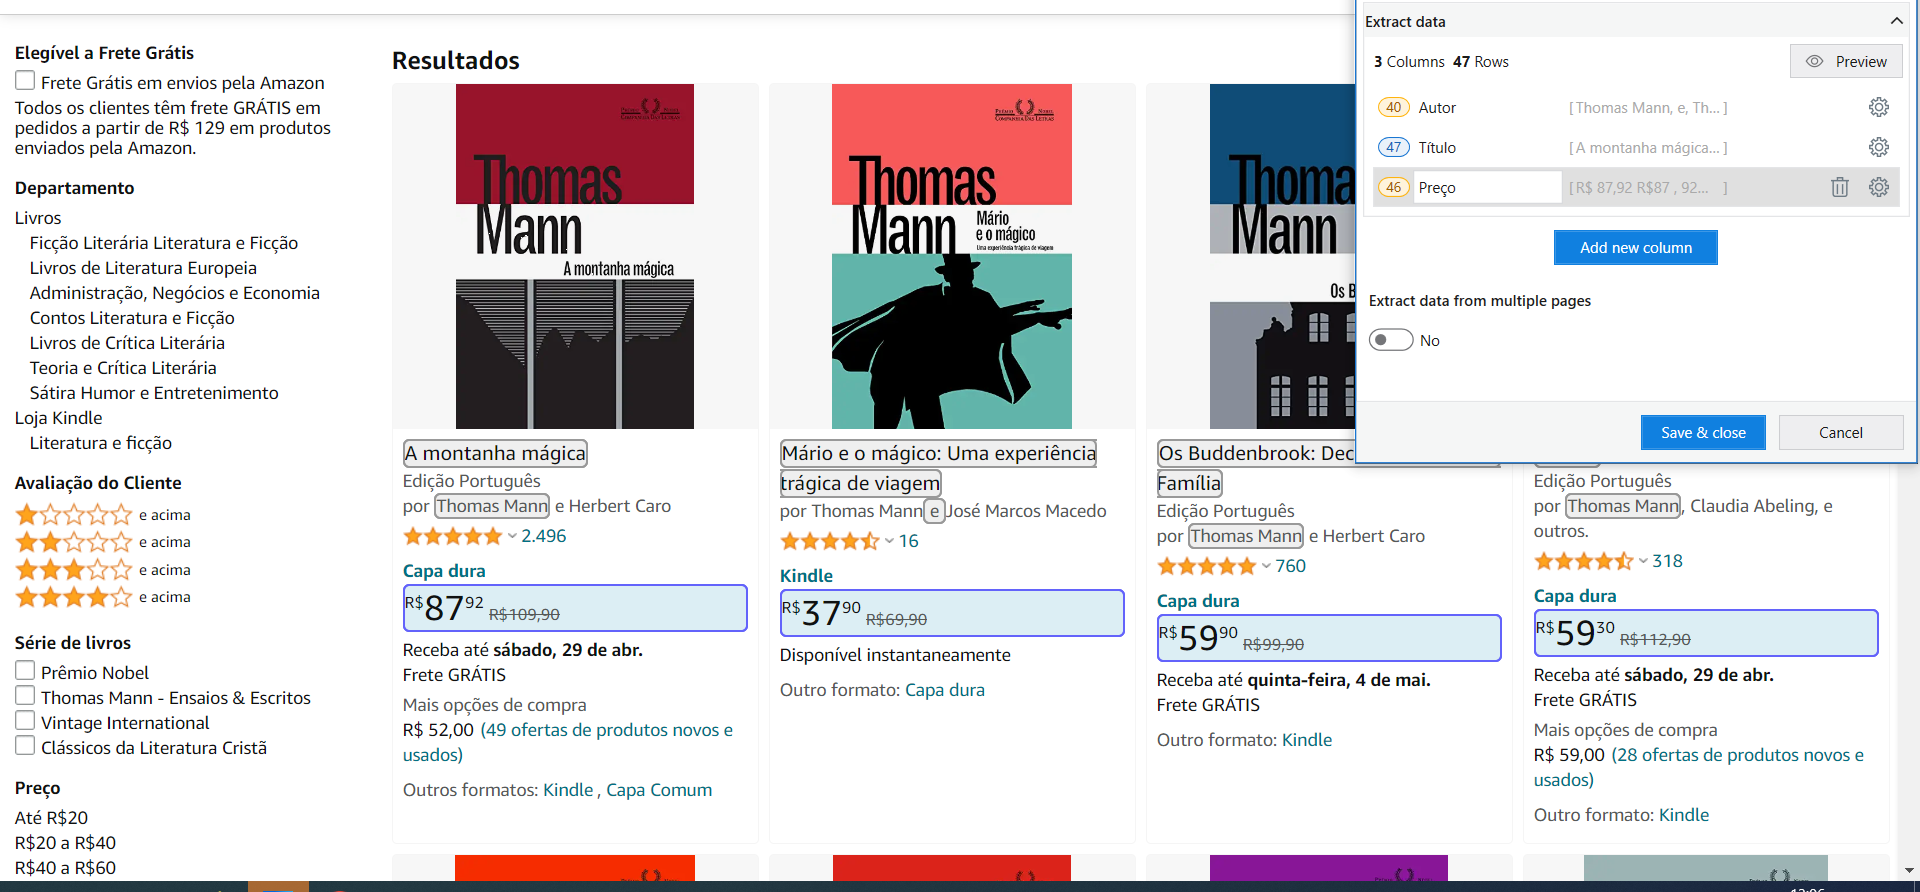 Elegível a Frete Grátis
Frete Grátis em envios pela Amazon
Todos os clientes têm frete GRÁTIS em
pedidos a partir de R$ 129 em produtos
enviados pela Amazon.
Departamento
Livros
Ficção Literária Literatura e Ficção
Livros de Literatura Europeia
Administração, Negócios e Economia
Contos Literatura e Ficção
Livros de Crítica Literária
Teoria e Crítica Literária
Sátira Humor e Entretenimento
Loja Kindle
Literatura e ficção
Avaliação do Cliente
e acima
e acima
e acima
e acima
Série de livros
Prêmio Nobel
Thomas Mann - Ensaios & Escritos
Vintage International
Clássicos da Literatura Cristã
Preço
Até R$20
R$20 a R$40
R$40 a R$60
Resultados
Thomas
Mann
A montanha mágica
A montanha mágica
Edição Português
por Thomas Mann e Herbert Caro
2.496
Capa dura
R$87 92 R$109,90
Receba até sábado, 29 de abr.
Frete GRÁTIS
Mais opções de compra
R$ 52,00 (49 ofertas de produtos novos e
usados)
Outros formatos: Kindle , Capa Comum
PRÊMIO NOBEL
COMPANHIA DAS LETRAS
Thomas
Mann
Mário
e o mágico
Uma experiência trágica de viagem
Mário e o mágico: Uma experiência
trágica de viagem
por Thomas Mann e José Marcos Macedo
16
Kindle
R$37 90 R$69,90
Disponível instantaneamente
Outro formato: Capa dura
Thoma
Mann
Os B
Os Buddenbrook: Dec
Família
Edição Português
por Thomas Mann e Herbert Caro
760
Capa dura
R$59 90 R$99,90
Receba até quinta-feira, 4 de mai.
Frete GRÁTIS
Outro formato: Kindle
Edição Português
por Thomas Mann, Claudia Abeling, e
outros.
318
Capa dura
R$59 30 R$112,90
Receba até sábado, 29 de abr.
Frete GRÁTIS
Mais opções de compra
R$ 59,00 (28 ofertas de produtos novos e
usados)
Outro formato: Kindle
Extract data
3 Columns 47 Rows
Preview
40 Autor [Thomas Mann, e, Th... ]
47 Título [A montanha mágica... ]
46 Preço [R$ 87,92 R$87 , 92... ]
Add new column
Extract data from multiple pages
No
Save & close
Cancel